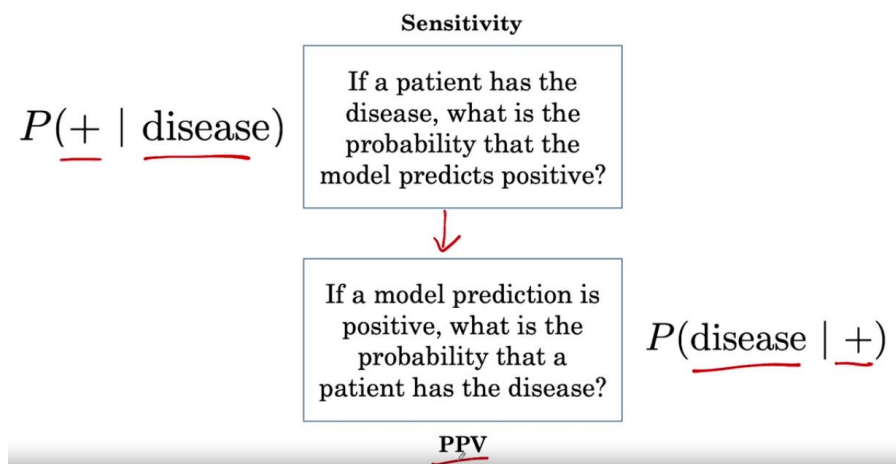 Sensitivity
If a patient has the
disease, what is the
probability that the
model predicts positive?
P(+ | disease)
If a model prediction is
positive, what is the
probability that a
patient has the disease?
P(disease | +)
PPV